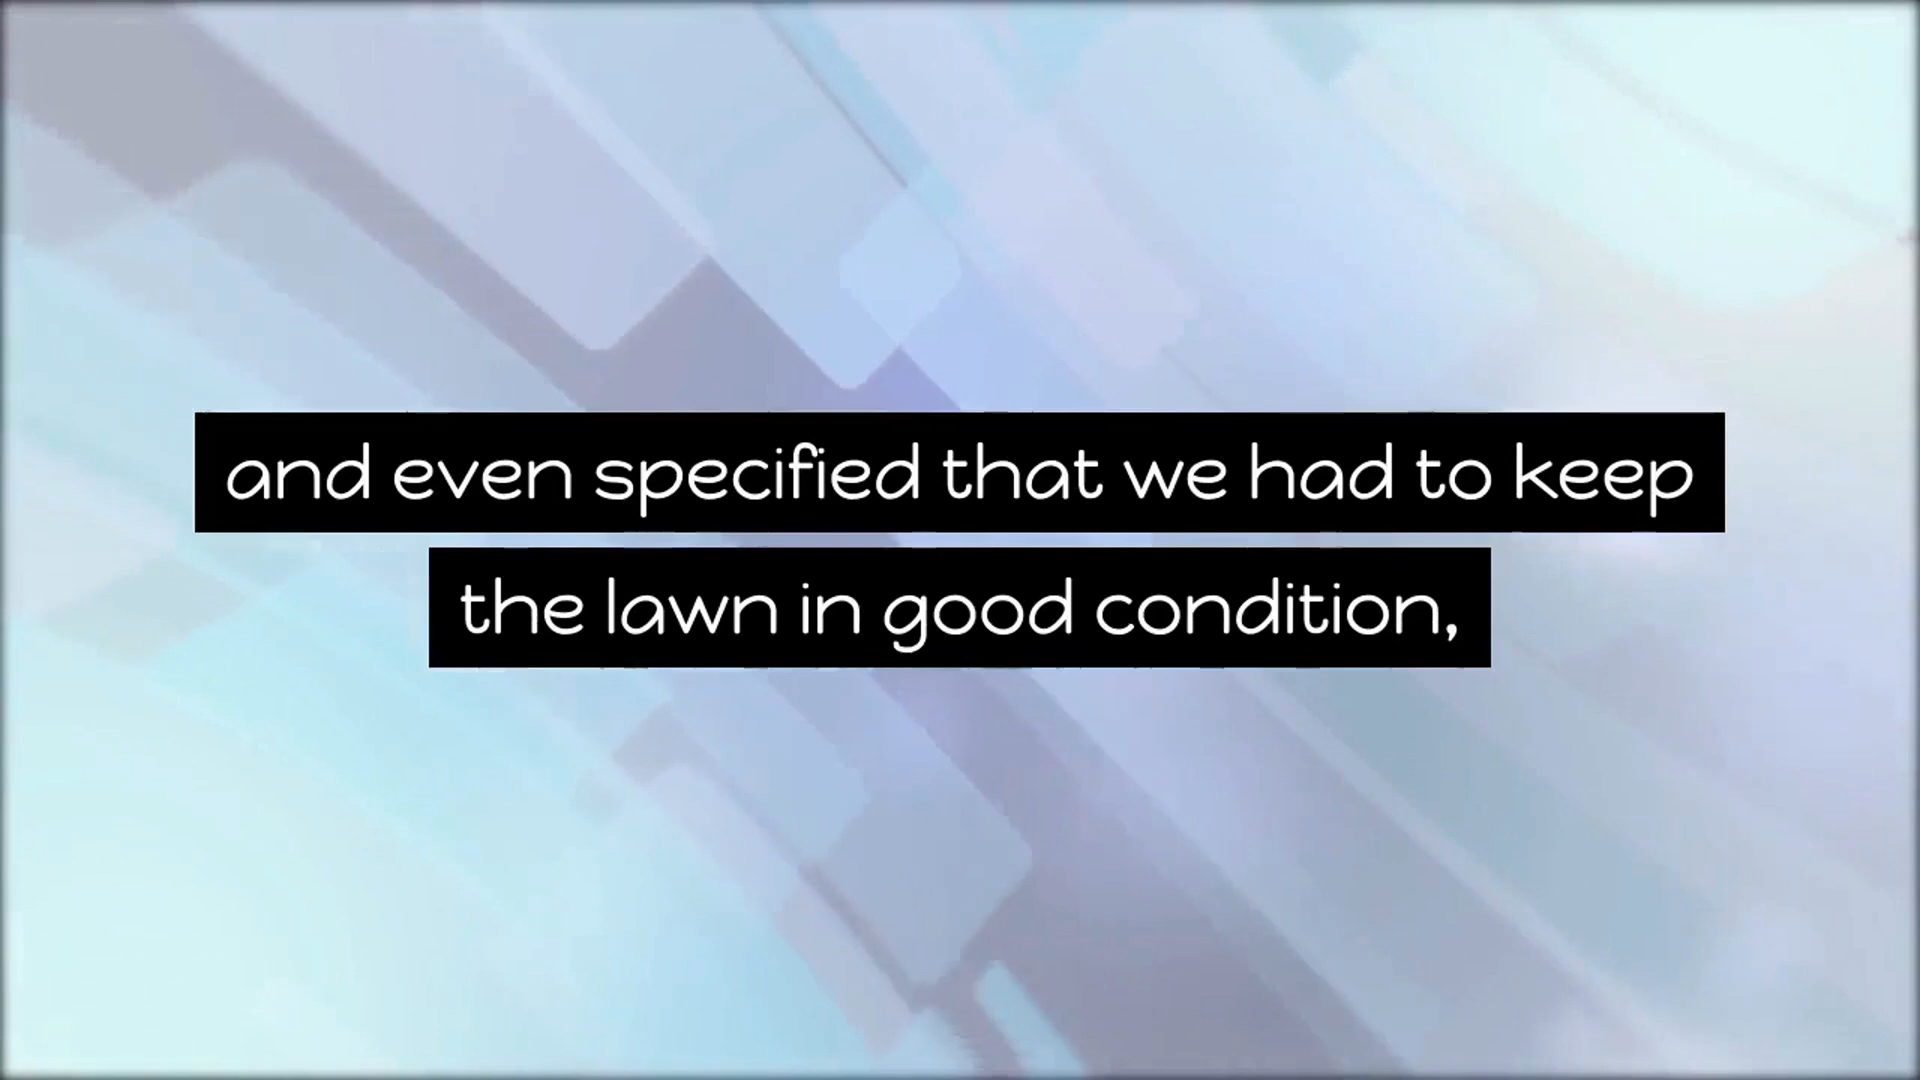 and even specified that we had to keep
the lawn in good condition,